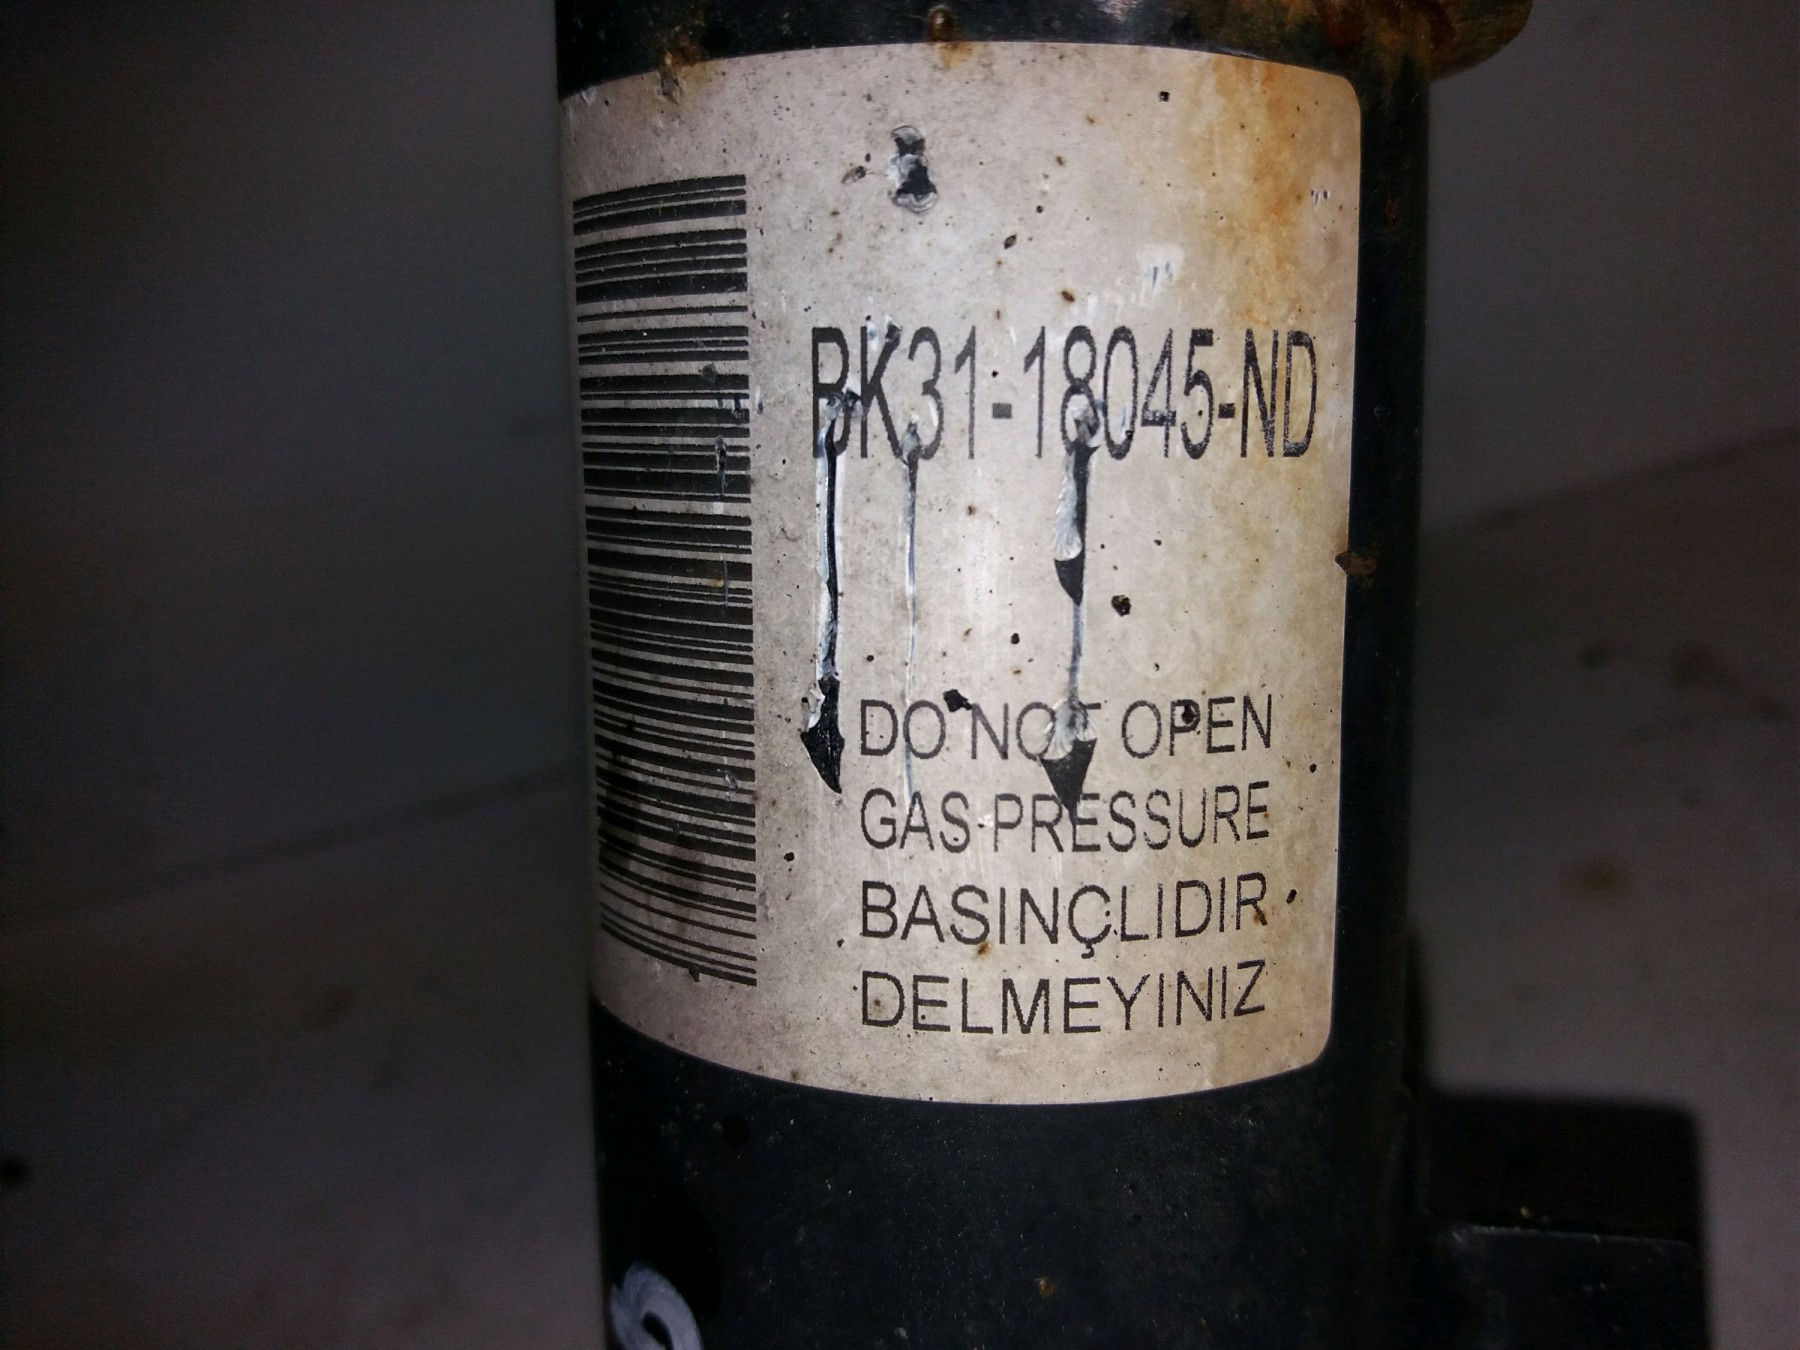 BK31-18045-ND
DO NOT OPEN
GAS PRESSURE
BASINÇLIDIR
DELMEYINIZ